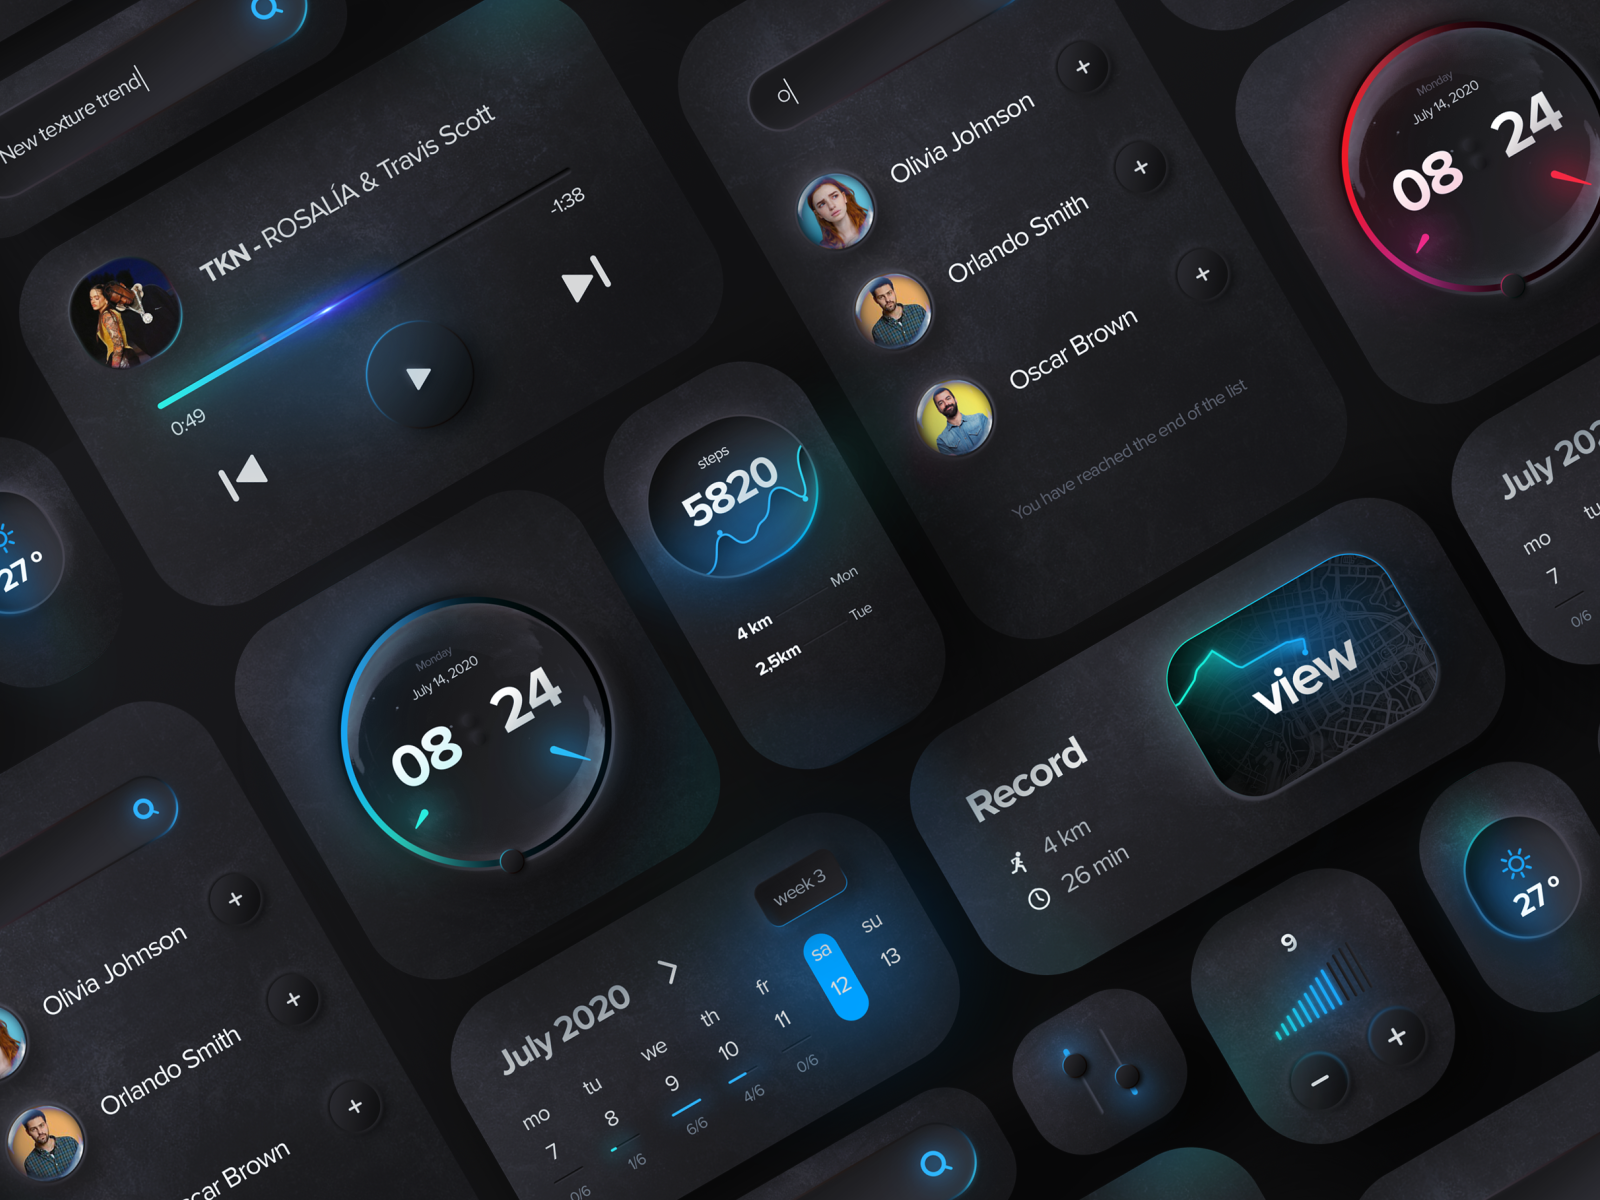 New texture trend
TKN - ROSALÍA & Travis Scott
0:49
-1:38
ol
Olivia Johnson
Orlando Smith
Oscar Brown
You have reached the end of the list
Monday
July 14, 2020
08 24
27°
steps
5820
4 km Mon
2,5km Tue
Monday
July 14, 2020
08 24
Record
4 km
26 min
view
July 202
mo tu
7
0/6
Olivia Johnson
Orlando Smith
car Brown
July 2020
week 3
mo tu we th fr sa su
7 8 9 10 11 12 13
0/6 1/6 6/6 4/6 0/6
9
27°